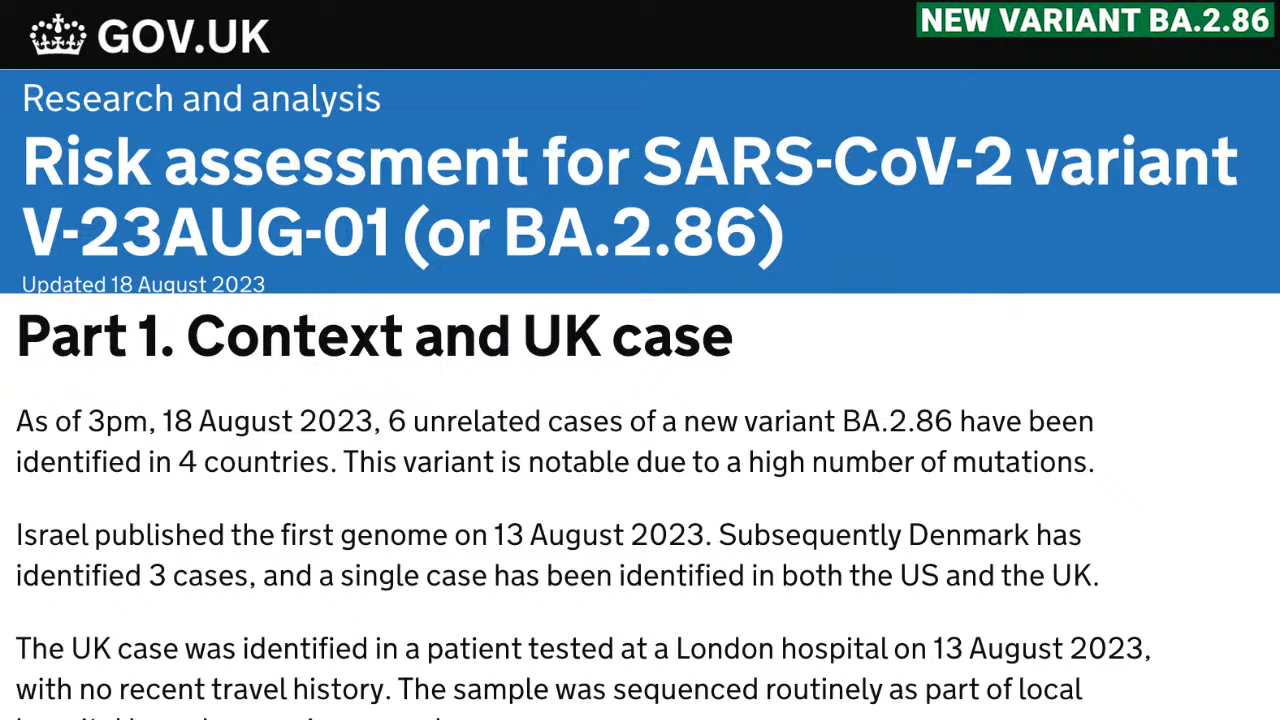 GOV.UK
NEW VARIANT BA.2.86
Research and analysis
Risk assessment for SARS-CoV-2 variant
V-23AUG-01 (or BA.2.86)
Updated 18 August 2023
Part 1. Context and UK case
As of 3pm, 18 August 2023, 6 unrelated cases of a new variant BA.2.86 have been
identified in 4 countries. This variant is notable due to a high number of mutations.
Israel published the first genome on 13 August 2023. Subsequently Denmark has
identified 3 cases, and a single case has been identified in both the US and the UK.
The UK case was identified in a patient tested at a London hospital on 13 August 2023,
with no recent travel history. The sample was sequenced routinely as part of local